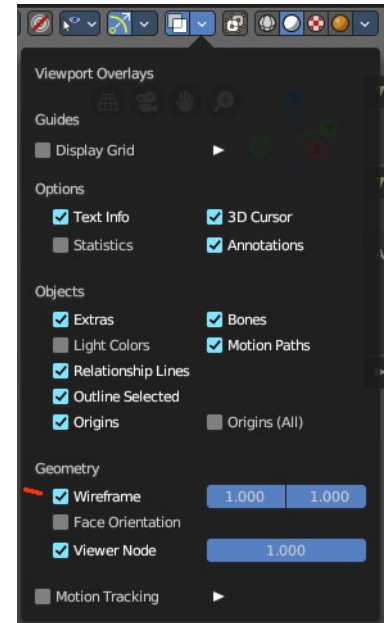 Viewport Overlays
Guides
Display Grid
Options
Text Info 3D Cursor
Statistics Annotations
Objects
Extras Bones
Light Colors Motion Paths
Relationship Lines
Outline Selected
Origins Origins (All)
Geometry
Wireframe 1.000 1.000
Face Orientation
Viewer Node 1.000
Motion Tracking